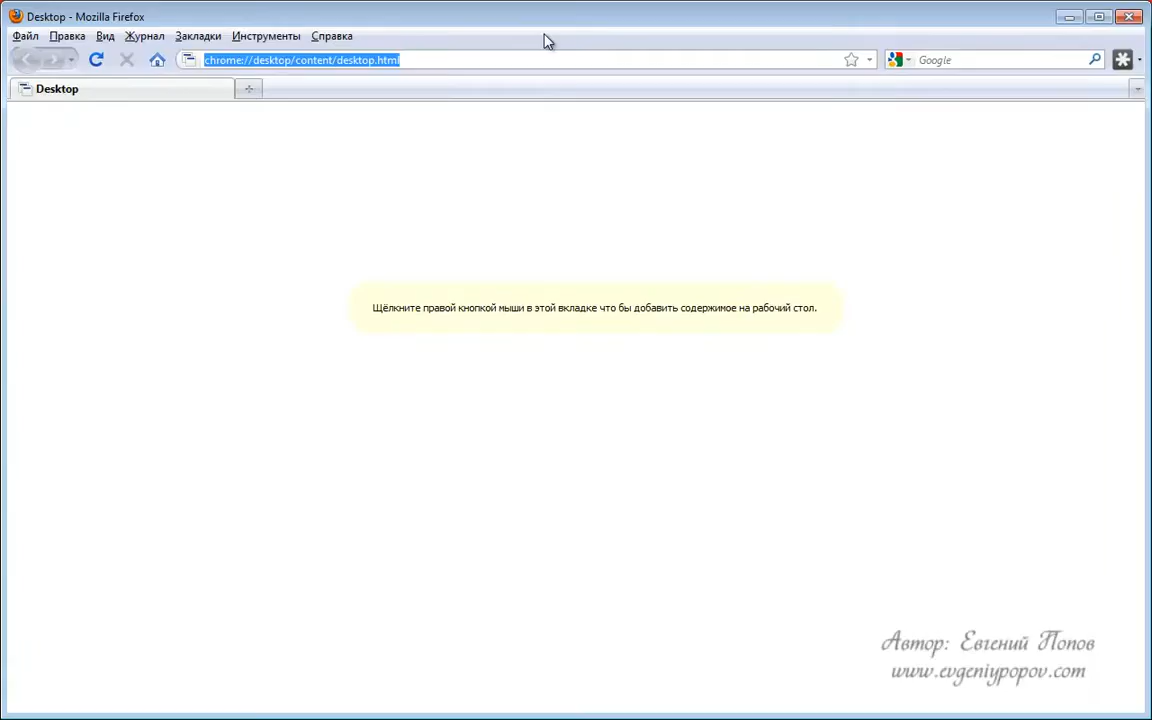 Desktop - Mozilla Firefox
Файл Правка Вид Журнал Закладки Инструменты Справка
chrome://desktop/content/desktop.html
Google
Desktop
Щёлкните правой кнопкой мыши в этой вкладке что бы добавить содержимое на рабочий стол.
Автор: Евгений Попов
www.evgeniypopov.com